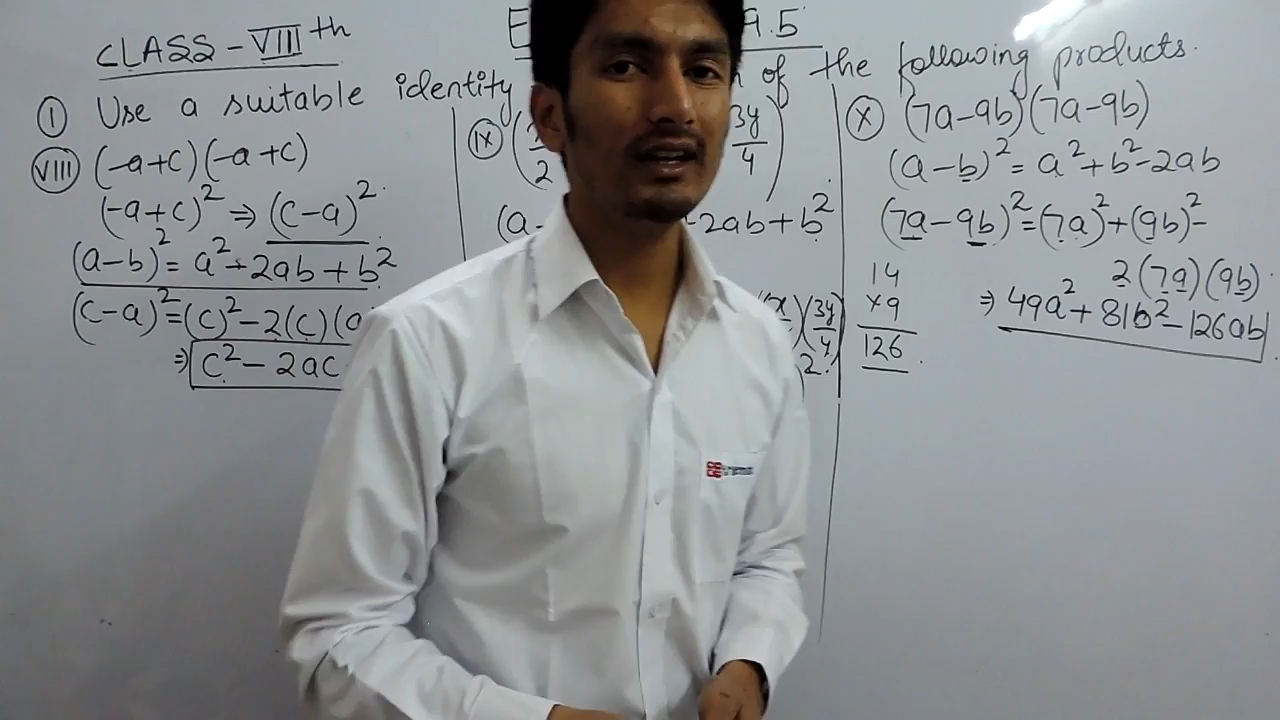 CLASS - VIIIth
9.5
① Use a suitable identity of the following products.
VIII (-a+c)(-a+c)
(-a+c)² ⇒ (c-a)².
(a-b)² = a² - 2ab + b²
(c-a)² = (c)² - 2(c)(a
⇒ c² - 2ac
IX
2
3y
4
(a-
-2ab+b²
)(3y/4)
2.
X (7a-9b)(7a-9b)
(a-b)² = a²+b²-2ab
(7a-9b)² = (7a)²+(9b)²-
2(7a)(9b)
⇒ 49a²+81b²-126ab
14
×9
126